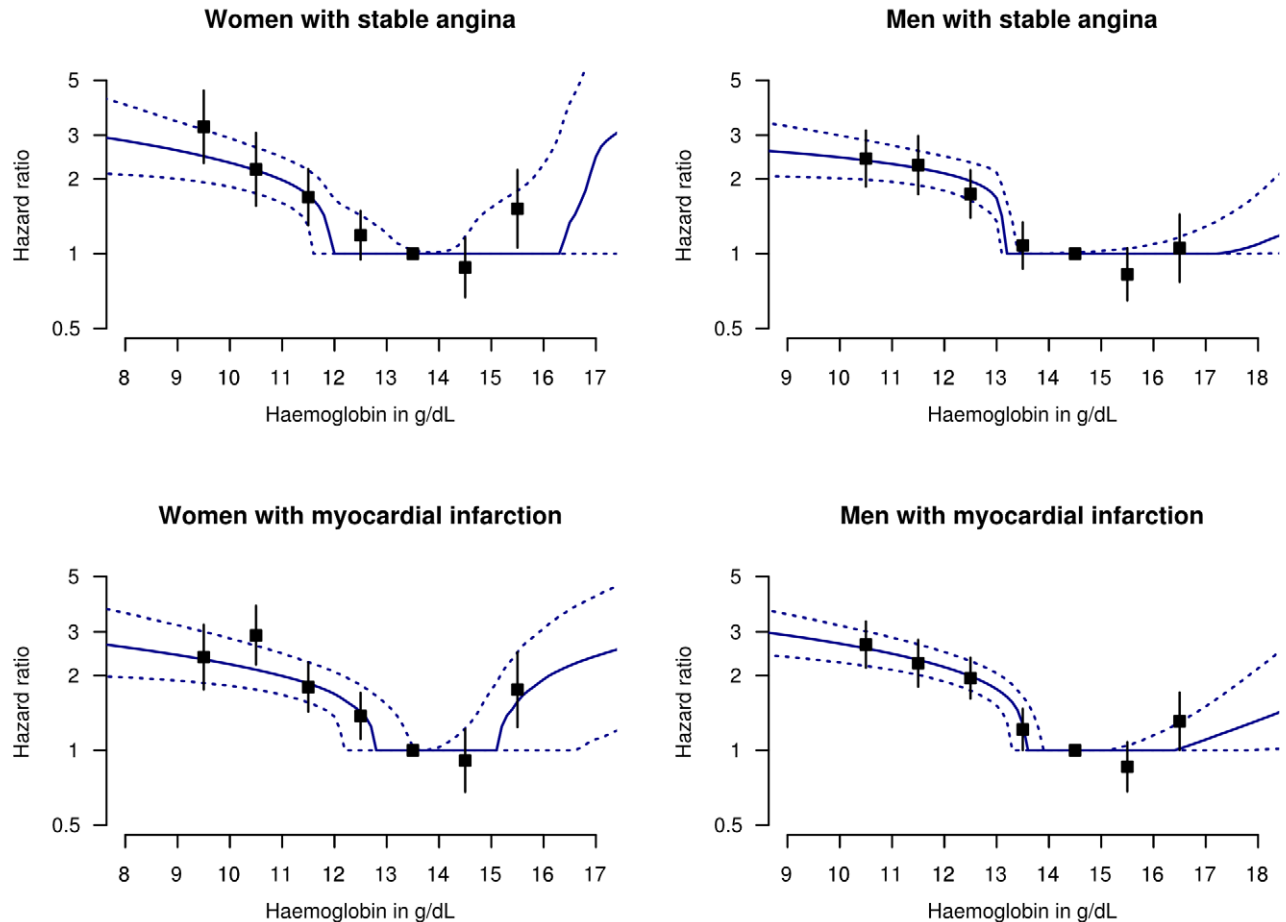 Women with stable angina
Hazard ratio
5
3
2
1
0.5
8 9 10 11 12 13 14 15 16 17
Haemoglobin in g/dL
Men with stable angina
Hazard ratio
5
3
2
1
0.5
9 10 11 12 13 14 15 16 17 18
Haemoglobin in g/dL
Women with myocardial infarction
Hazard ratio
5
3
2
1
0.5
8 9 10 11 12 13 14 15 16 17
Haemoglobin in g/dL
Men with myocardial infarction
Hazard ratio
5
3
2
1
0.5
9 10 11 12 13 14 15 16 17 18
Haemoglobin in g/dL